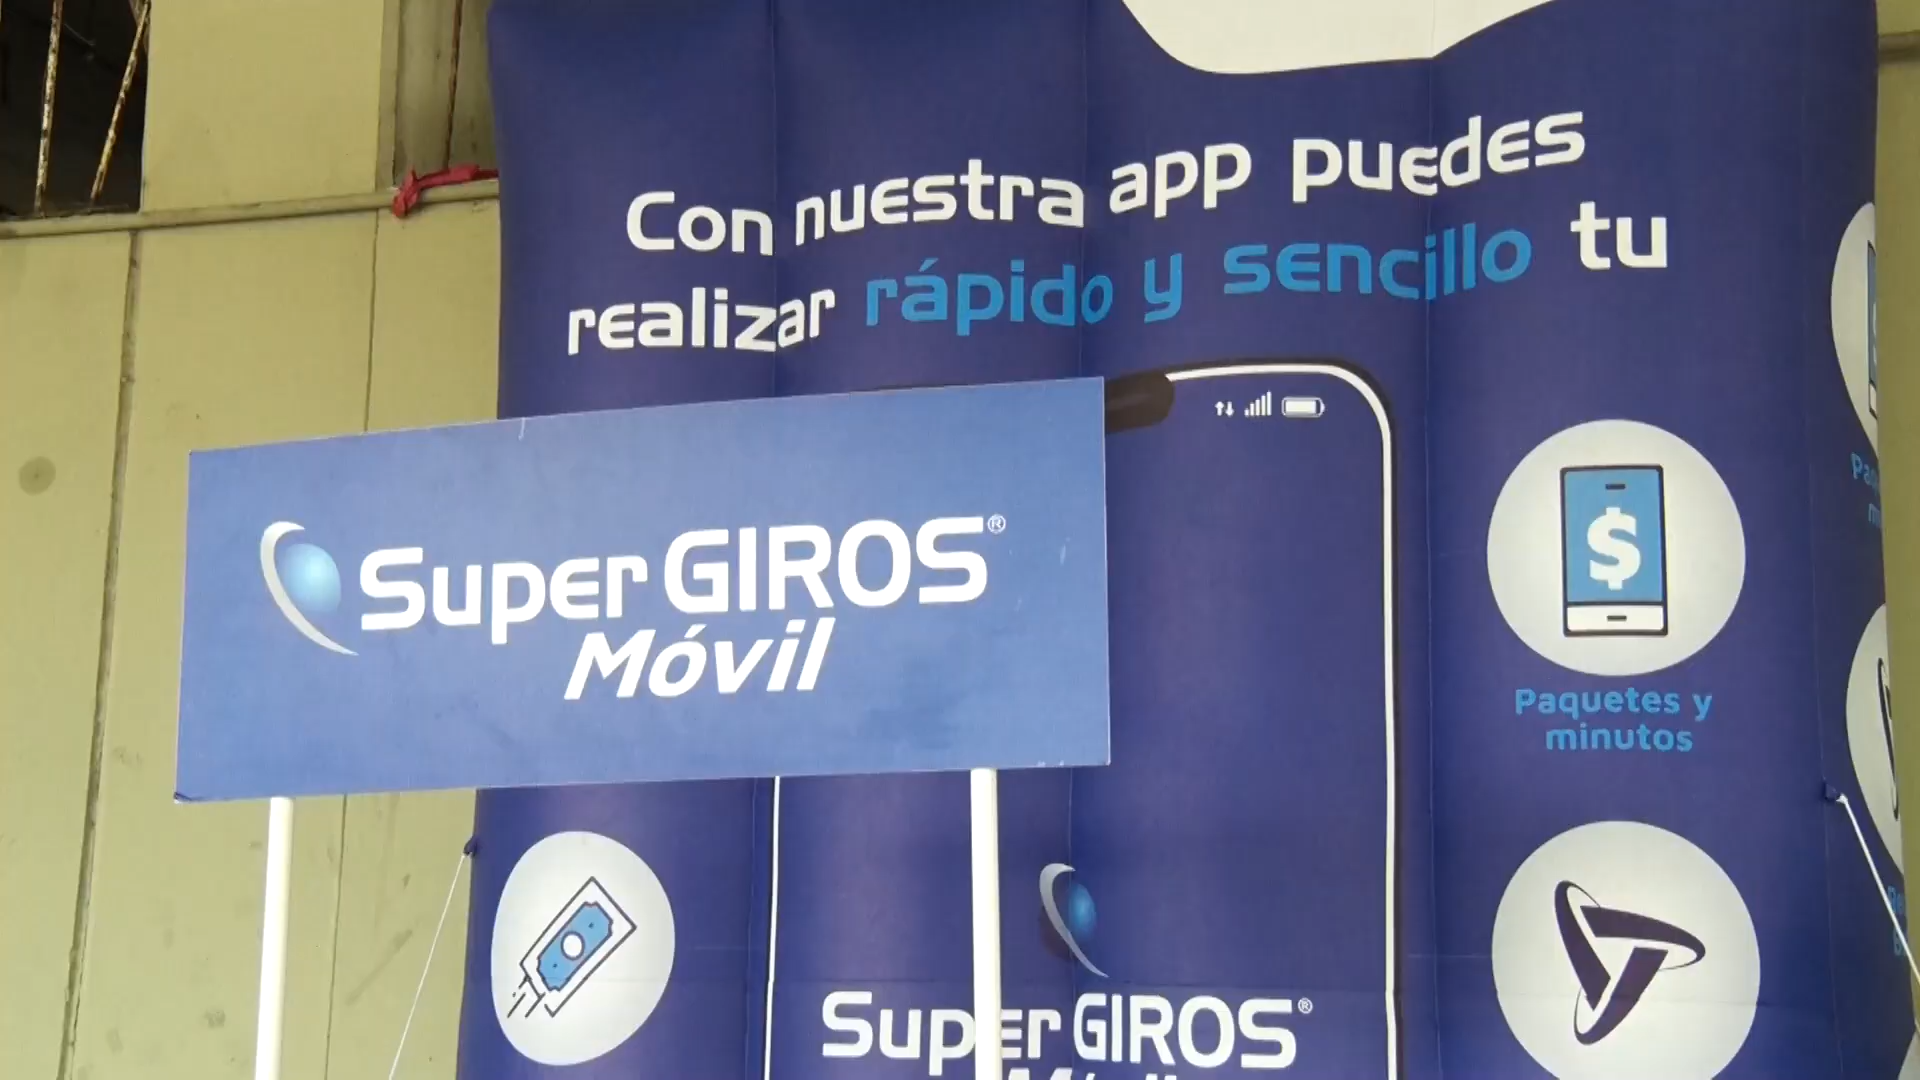 Con nuestra app puedes
realizar rápido y sencillo tu
SuperGIROS®
Móvil
$
Paquetes y
minutos
SuperGIROS®